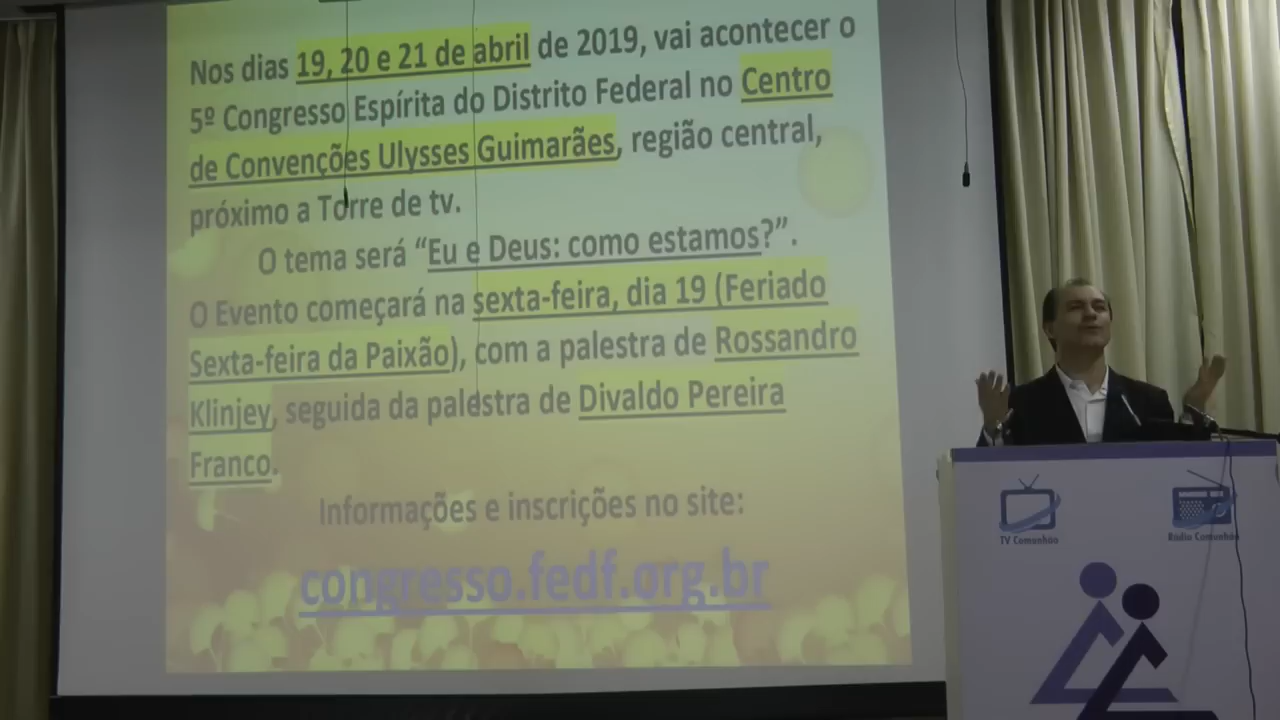 Nos dias 19, 20 e 21 de abril de 2019, vai acontecer o
5º Congresso Espírita do Distrito Federal no Centro
de Convenções Ulysses Guimarães, região central,
próximo a Torre de tv.
O tema será “Eu e Deus: como estamos?”.
O Evento começará na sexta-feira, dia 19 (Feriado
Sexta-feira da Paixão), com a palestra de Rossandro
Klinjey, seguida da palestra de Divaldo Pereira
Franco.
Informações e inscrições no site:
congresso.fedf.org.br
TV Comunhão
Rádio Comunhão